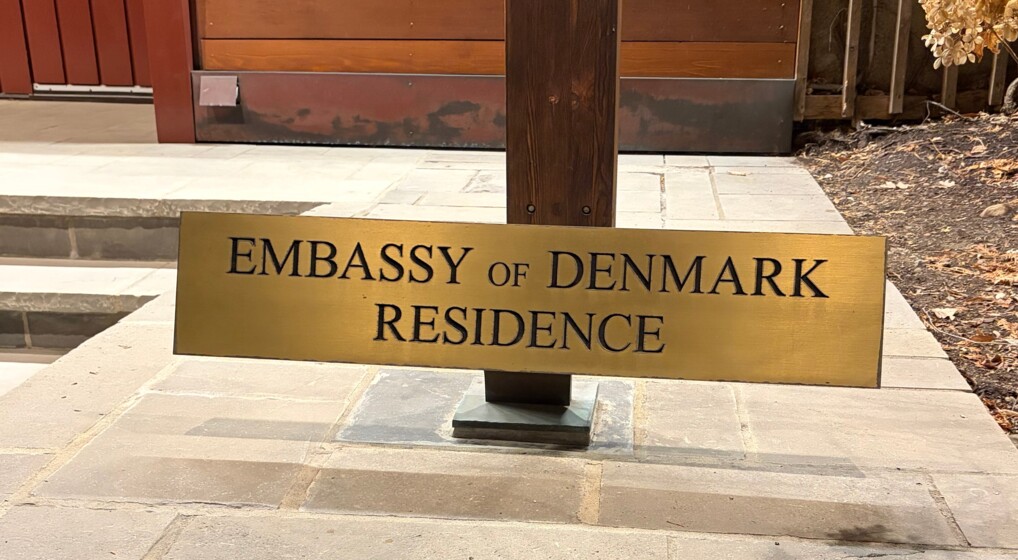 EMBASSY OF DENMARK
RESIDENCE